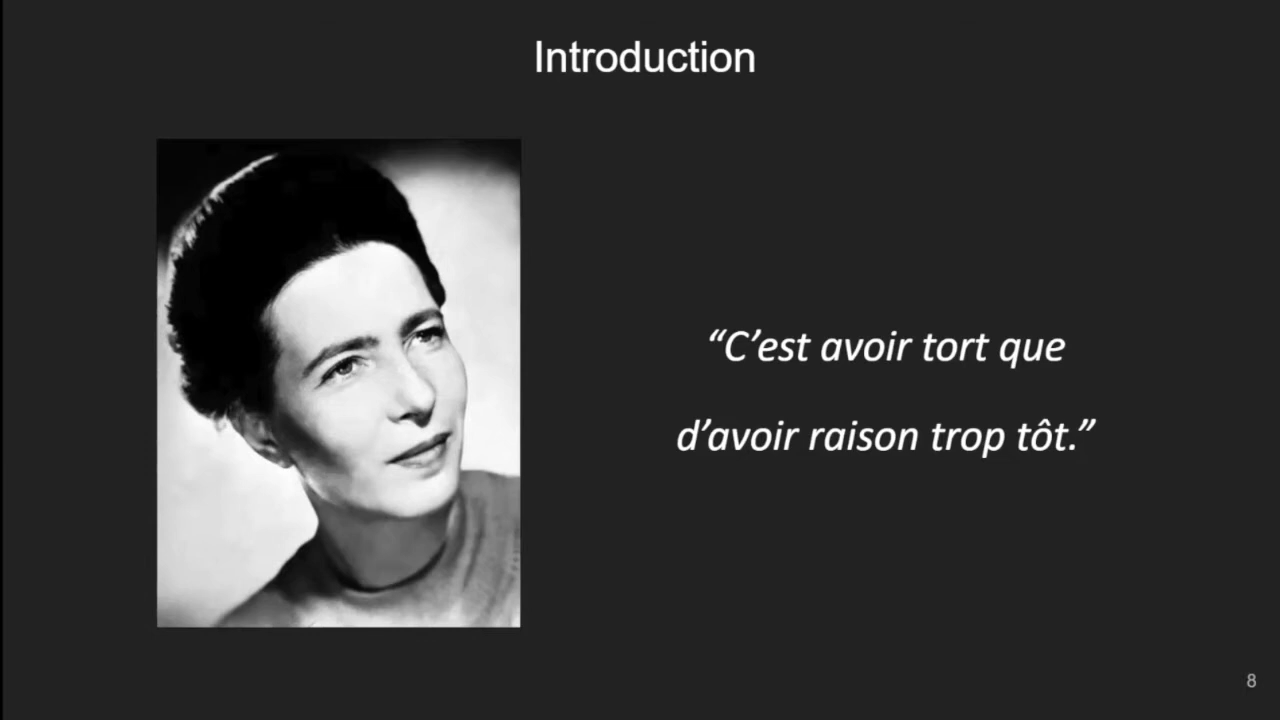 Introduction
“C’est avoir tort que
d’avoir raison trop tôt.”
8